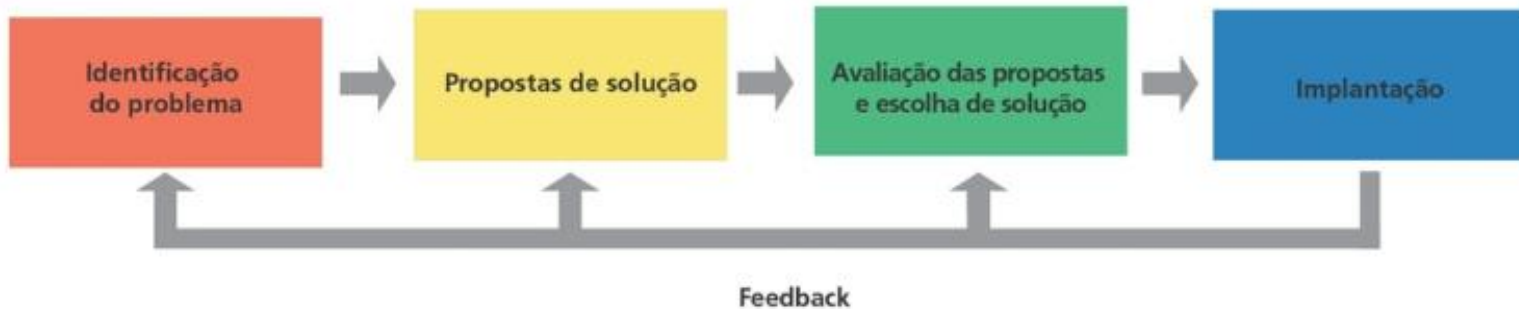 Identificação
do problema
Propostas de solução
Avaliação das propostas
e escolha de solução
Implantação
Feedback